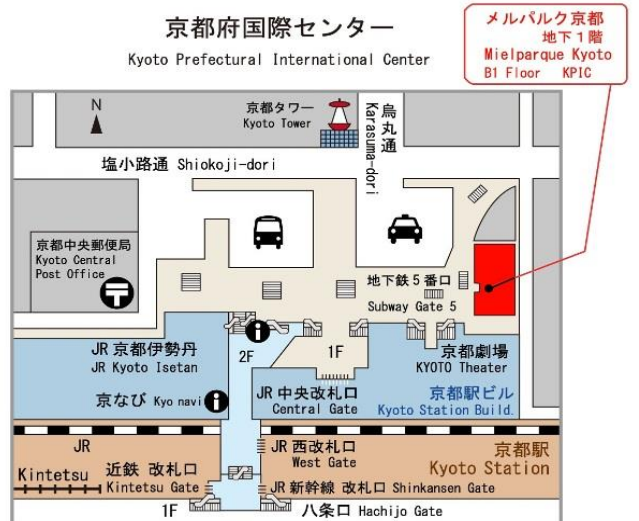 京都府国際センター
Kyoto Prefectural International Center
メルパルク京都
地下1階
Mielparque Kyoto
B1 Floor KPIC
N
京都タワー
Kyoto Tower
烏丸通
Karasuma-dori
塩小路通 Shiokoji-dori
京都中央郵便局
Kyoto Central
Post Office
地下鉄5番口
Subway Gate 5
JR 京都伊勢丹
JR Kyoto Isetan
2F
1F
京都劇場
KYOTO Theater
京なび Kyo navi
JR 中央改札口
Central Gate
京都駅ビル
Kyoto Station Build.
JR
JR 西改札口
West Gate
京都駅
Kyoto Station
Kintetsu
近鉄 改札口
Kintetsu Gate
JR 新幹線 改札口 Shinkansen Gate
1F
八条口 Hachijo Gate